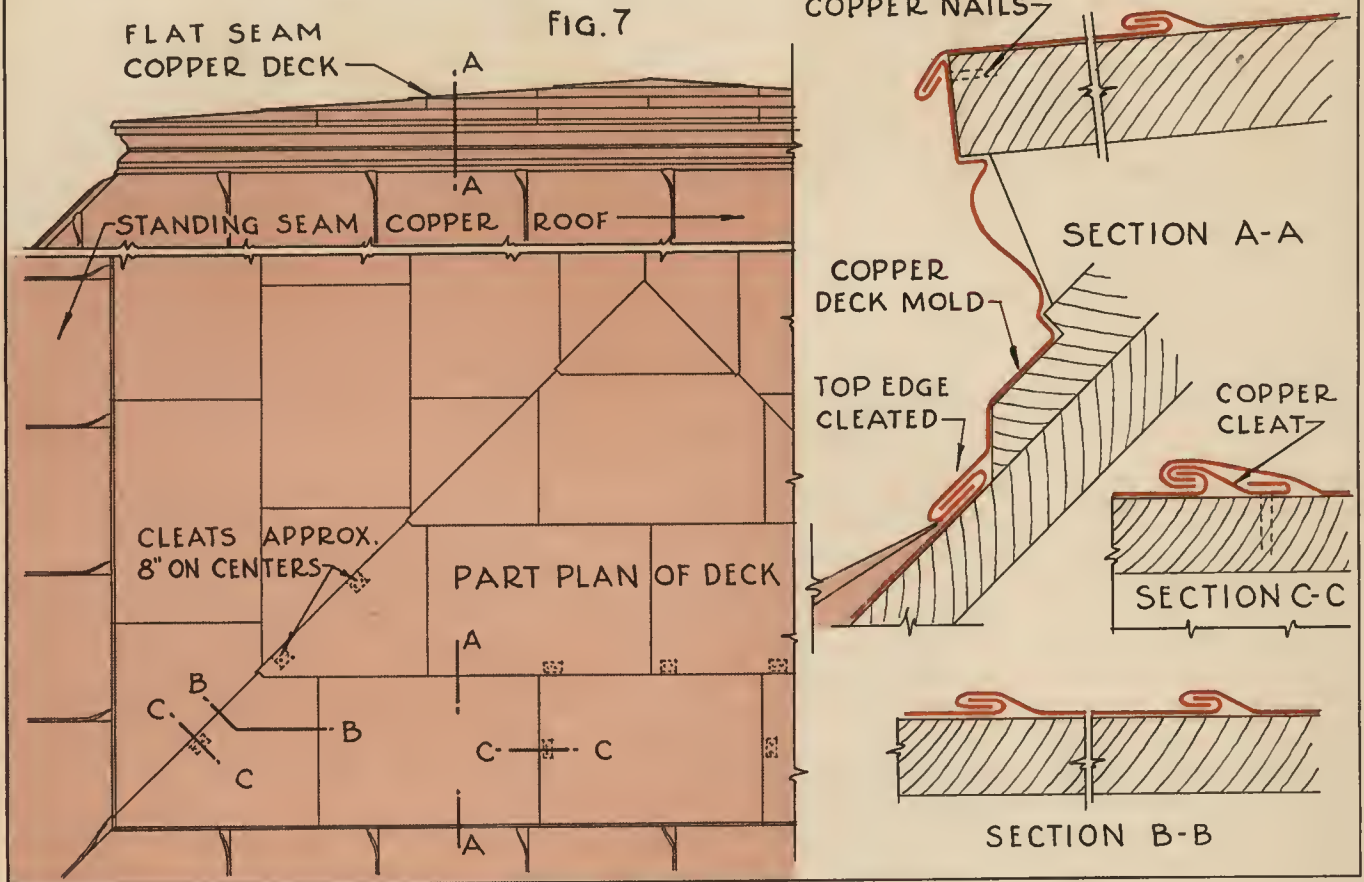 FIG. 7
FLAT SEAM
COPPER DECK
A
A
STANDING SEAM COPPER ROOF
CLEATS APPROX.
8" ON CENTERS
PART PLAN OF DECK
A
A
B
B
C
C
C
C
COPPER NAILS
SECTION A-A
COPPER
DECK MOLD
TOP EDGE
CLEATED
COPPER
CLEAT
SECTION C-C
SECTION B-B